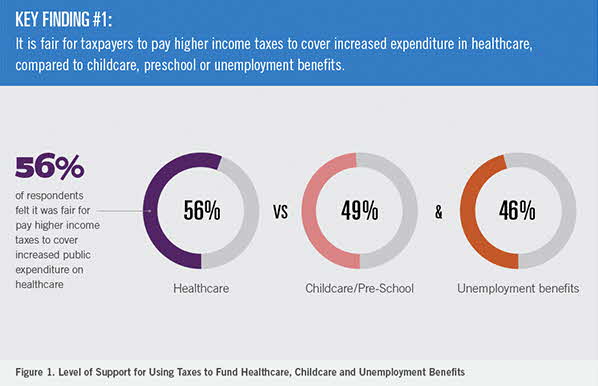 KEY FINDING #1:
It is fair for taxpayers to pay higher income taxes to cover increased expenditure in healthcare,
compared to childcare, preschool or unemployment benefits.
56%
of respondents
felt it was fair for
pay higher income
taxes to cover
increased public
expenditure on
healthcare
56%
Healthcare
VS
49%
Childcare/Pre-School
&
46%
Unemployment benefits
Figure 1. Level of Support for Using Taxes to Fund Healthcare, Childcare and Unemployment Benefits